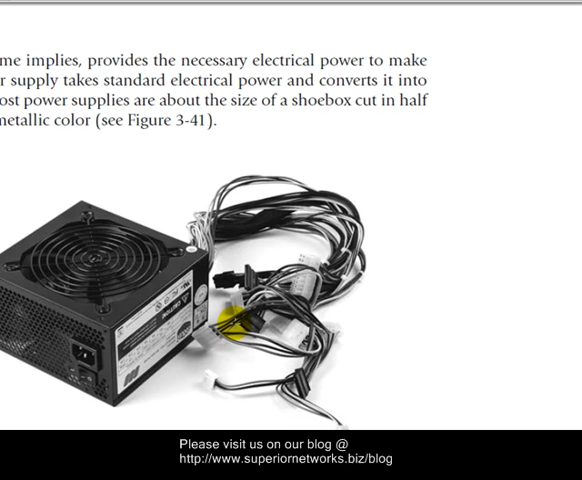 me implies, provides the necessary electrical power to make
r supply takes standard electrical power and converts it into
ost power supplies are about the size of a shoebox cut in half
metallic color (see Figure 3-41).
CAUTION
Please visit us on our blog @
http://www.superiornetworks.biz/blog